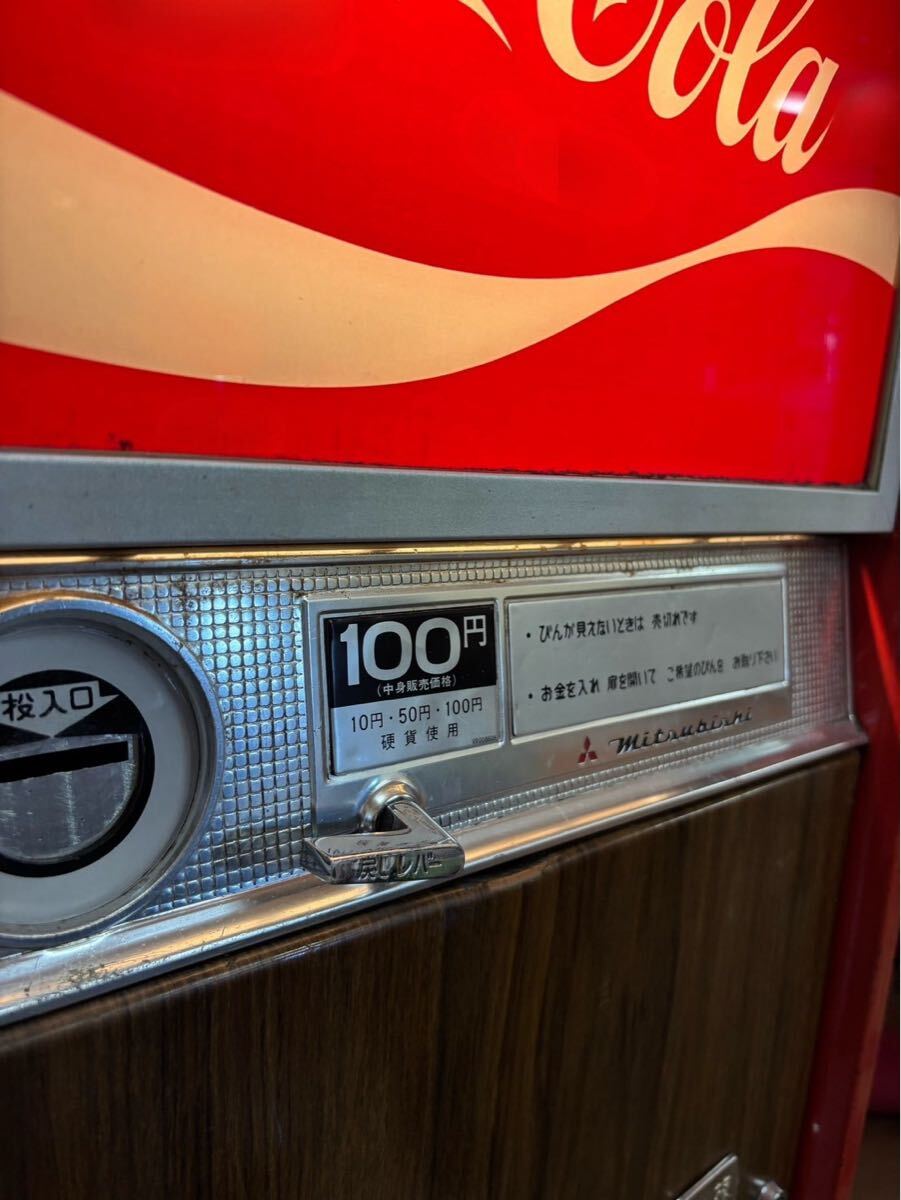 Cola
投入口
100円
(中身販売価格)
10円・50円・100円
硬貨使用
・びんが見えないときは 売切れです
・お金を入れ 扉を開いて ご希望のびんを お取り下さい
Mitsubishi
戻しレバー